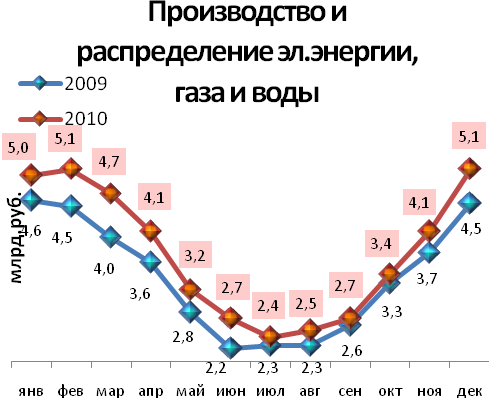 Производство и
распределение эл.энергии,
газа и воды
2009
2010
млрд.руб.
5,0 5,1 4,7 4,1 3,2 2,7 2,4 2,5 2,7 3,4 4,1 5,1
4,6 4,5 4,0 3,6 2,8 2,2 2,3 2,3 2,6 3,3 3,7 4,5
янв фев мар апр май июн июл авг сен окт ноя дек